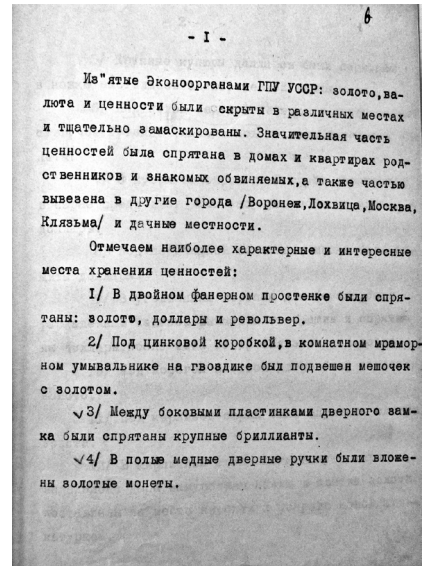 6
- I -
Из"ятые Экономорганами ГПУ УССР: золото,ва-
люта и ценности были скрыты в различных местах
и тщательно замаскированы. Значительная часть
ценностей была спрятана в домах и квартирах род-
ственников и знакомых обвиняемых,а также частью
вывезена в другие города /Воронеж,Лохвица,Москва,
Клязьма/ и дачные местности.
Отмечаем наиболее характерные и интересные
места хранения ценностей:
I/ В двойном фанерном простенке были спря-
таны: золото, доллары и револьвер.
2/ Под цинковой коробкой,в комнатном мрамор-
ном умывальнике на гвоздике был подвешен мешочек
с золотом.
✓3/ Между боковыми пластинками дверного зам-
ка были спрятаны крупные бриллианты.
✓4/ В полые медные дверные ручки были вложе-
ны золотые монеты.